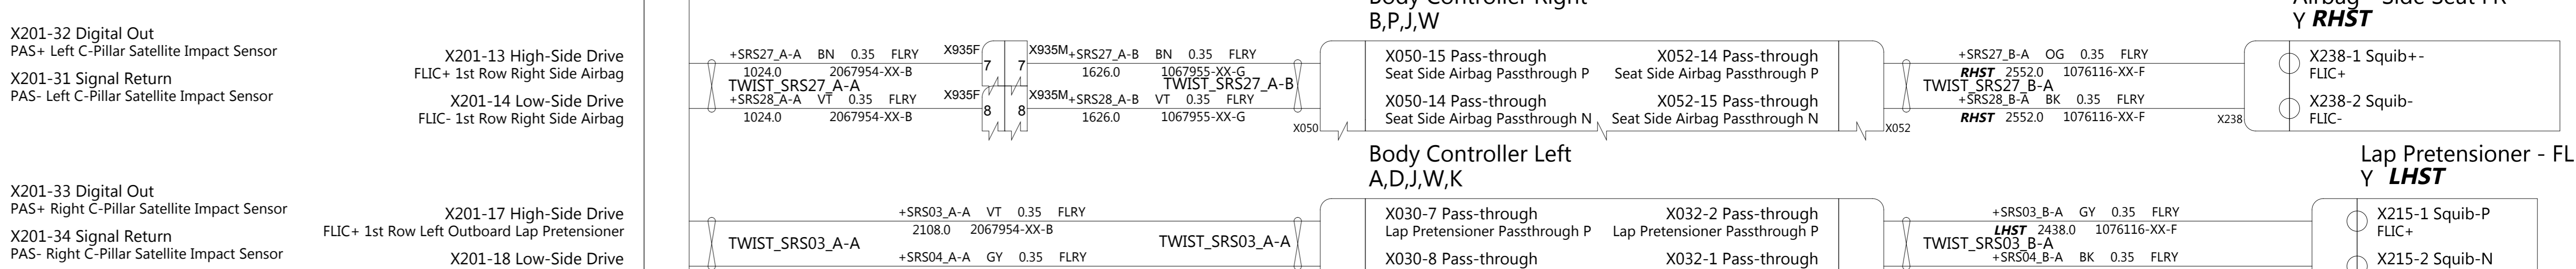 Body Controller Right
B,P,J,W
Airbag - Side Seat FR
Y RHST
X201-32 Digital Out
PAS+ Left C-Pillar Satellite Impact Sensor
X201-31 Signal Return
PAS- Left C-Pillar Satellite Impact Sensor
X201-13 High-Side Drive
FLIC+ 1st Row Right Side Airbag
X201-14 Low-Side Drive
FLIC- 1st Row Right Side Airbag
+SRS27_A-A BN 0.35 FLRY
1024.0 2067954-XX-B
TWIST_SRS27_A-A
+SRS28_A-A VT 0.35 FLRY
1024.0 2067954-XX-B
X935F
7
7
X935M
X935F
8
8
X935M
+SRS27_A-B BN 0.35 FLRY
1626.0 1067955-XX-G
TWIST_SRS27_A-B
+SRS28_A-B VT 0.35 FLRY
1626.0 1067955-XX-G
X050
X050-15 Pass-through
Seat Side Airbag Passthrough P
X050-14 Pass-through
Seat Side Airbag Passthrough N
X052-14 Pass-through
Seat Side Airbag Passthrough P
X052-15 Pass-through
Seat Side Airbag Passthrough N
X052
+SRS27_B-A OG 0.35 FLRY
RHST 2552.0 1076116-XX-F
TWIST_SRS27_B-A
+SRS28_B-A BK 0.35 FLRY
RHST 2552.0 1076116-XX-F
X238
X238-1 Squib+-
FLIC+
X238-2 Squib-
FLIC-
Body Controller Left
A,D,J,W,K
Lap Pretensioner - FL
Y LHST
X201-33 Digital Out
PAS+ Right C-Pillar Satellite Impact Sensor
X201-34 Signal Return
PAS- Right C-Pillar Satellite Impact Sensor
X201-17 High-Side Drive
FLIC+ 1st Row Left Outboard Lap Pretensioner
X201-18 Low-Side Drive
+SRS03_A-A VT 0.35 FLRY
2108.0 2067954-XX-B
TWIST_SRS03_A-A
TWIST_SRS03_A-A
+SRS04_A-A GY 0.35 FLRY
X030-7 Pass-through
Lap Pretensioner Passthrough P
X030-8 Pass-through
X032-2 Pass-through
Lap Pretensioner Passthrough P
X032-1 Pass-through
+SRS03_B-A GY 0.35 FLRY
LHST 2438.0 1076116-XX-F
TWIST_SRS03_B-A
+SRS04_B-A BK 0.35 FLRY
X215-1 Squib-P
FLIC+
X215-2 Squib-N